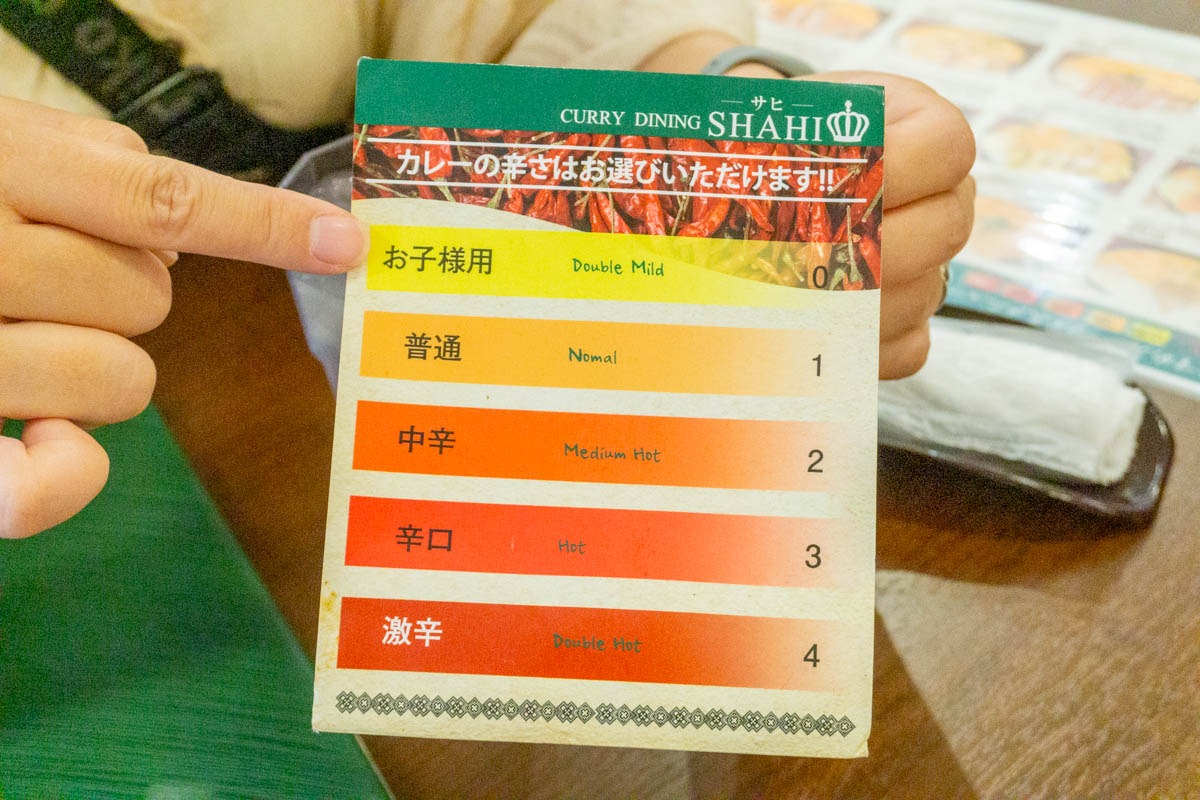 サヒ
CURRY DINING SHAHI
カレーの辛さはお選びいただけます!!
お子様用 Double Mild 0
普通 Nomal 1
中辛 Medium Hot 2
辛口 Hot 3
激辛 Double Hot 4